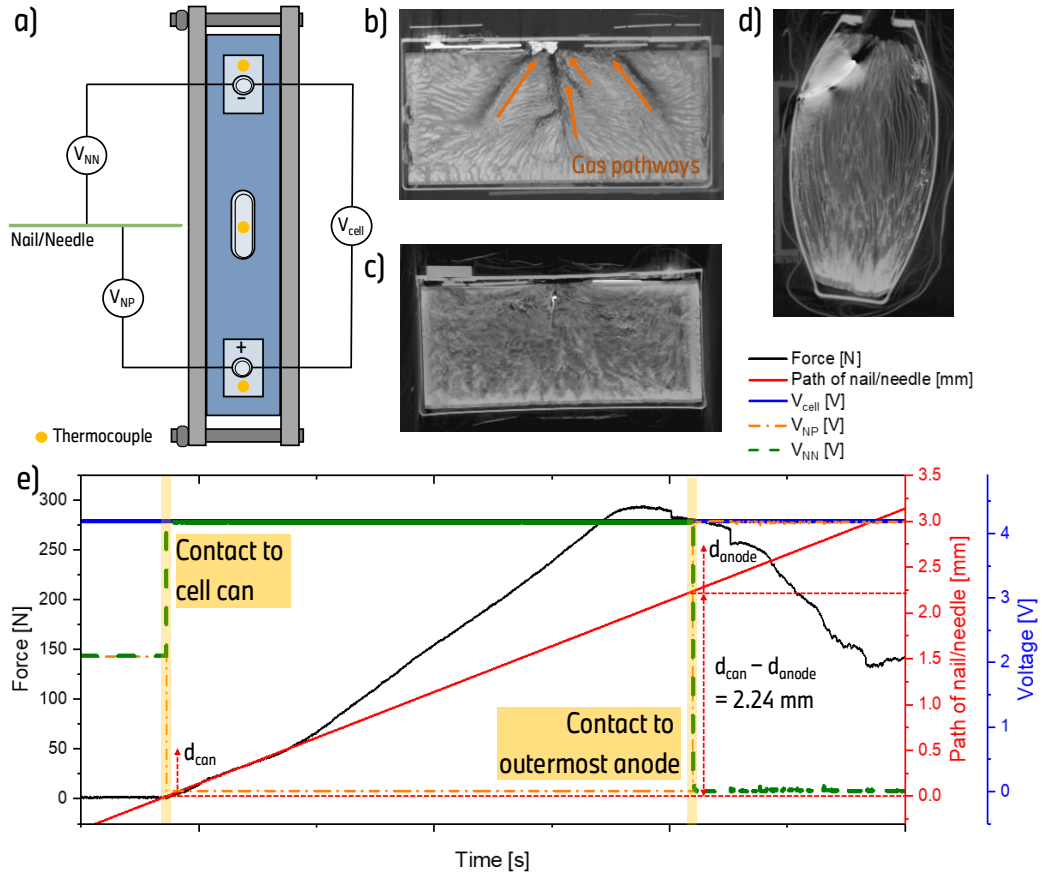 a)
−
V_NN
Nail/Needle
V_cell
V_NP
+
Thermocouple
b)
Gas pathways
c)
d)
Force [N]
Path of nail/needle [mm]
V_cell [V]
V_NP [V]
V_NN [V]
e)
300
250
200
150
100
50
0
Force [N]
Contact to
cell can
d_can
Contact to
outermost anode
d_anode
d_can – d_anode
= 2.24 mm
3.5
3.0
2.5
2.0
1.5
1.0
0.5
0.0
Path of nail/needle [mm]
4
3
2
1
0
Voltage [V]
Time [s]